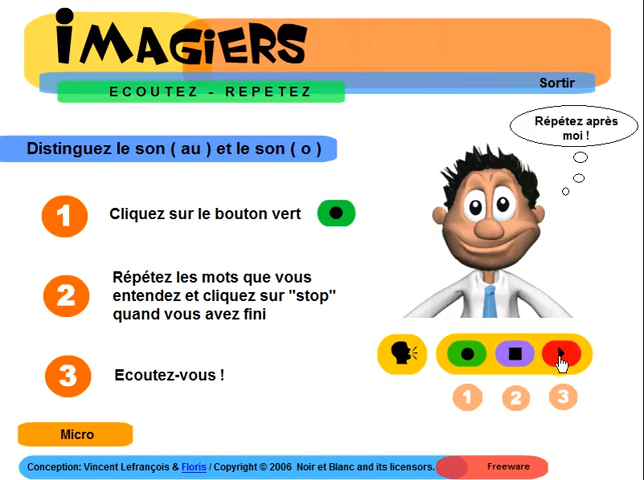 iMAGiERS
Sortir
ECOUTEZ - REPETEZ
Répétez après
moi !
Distinguez le son ( au ) et le son ( o )
1 Cliquez sur le bouton vert
2 Répétez les mots que vous
entendez et cliquez sur "stop"
quand vous avez fini
3 Ecoutez-vous !
1 2 3
Micro
Conception: Vincent Lefrançois & Floris / Copyright © 2006 Noir et Blanc and its licensors. Freeware